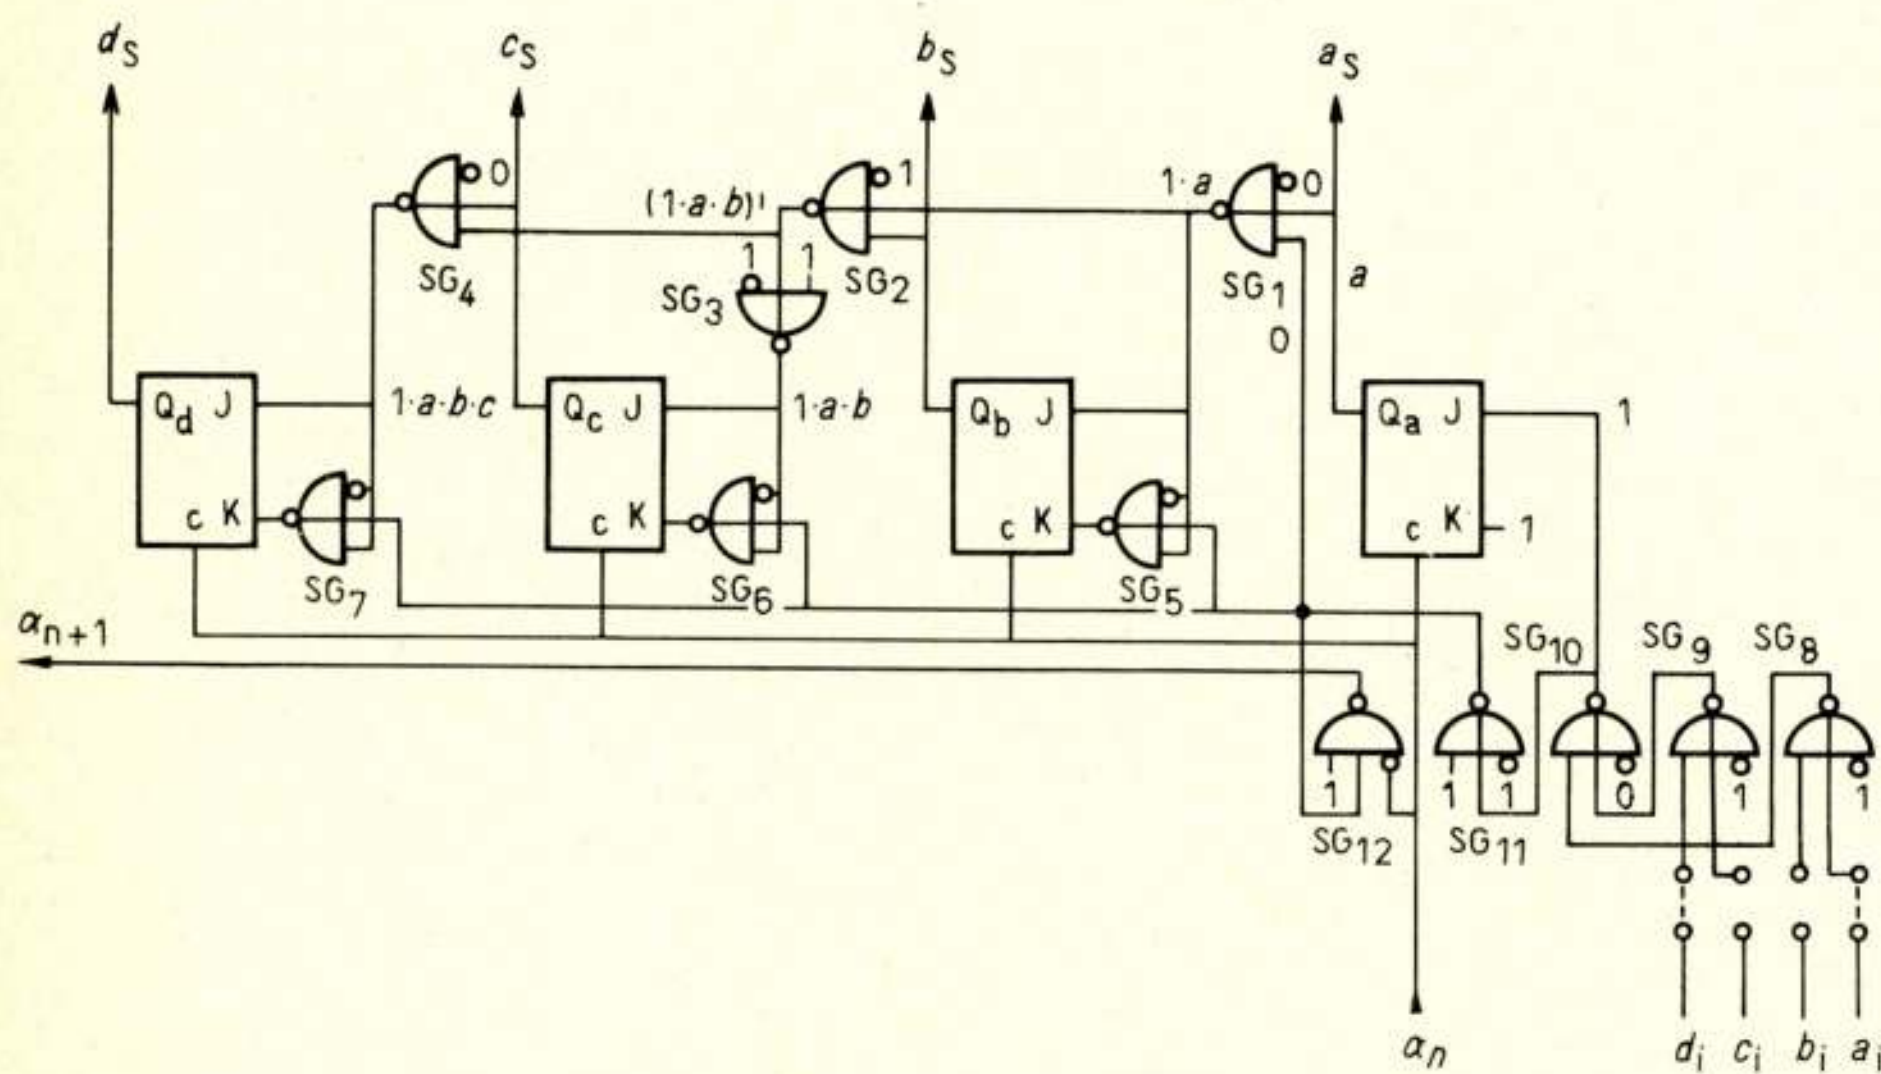 dS cS bS aS
0 (1·a·b)' 1 1·a 0
SG4 1 1 SG3 SG2 SG1 a
0
Qd J 1·a·b·c Qc J 1·a·b Qb J Qa J 1
c K c K c K c K 1
SG7 SG6 SG5
αn+1 SG10 SG9 SG8
1 1 1 0 1 1
SG12 SG11
αn di ci bi ai